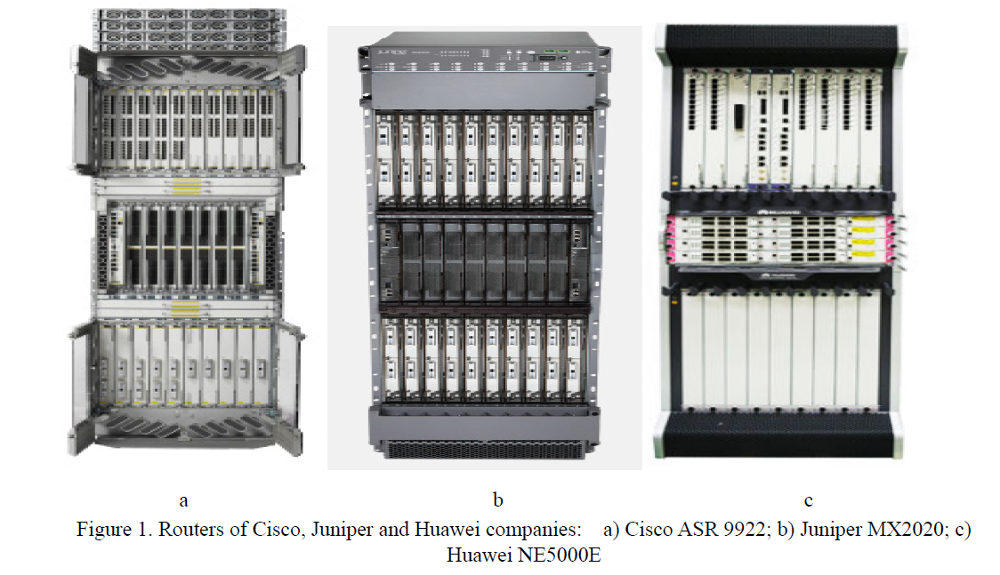 a b c
Figure 1. Routers of Cisco, Juniper and Huawei companies: a) Cisco ASR 9922; b) Juniper MX2020; c)
Huawei NE5000E